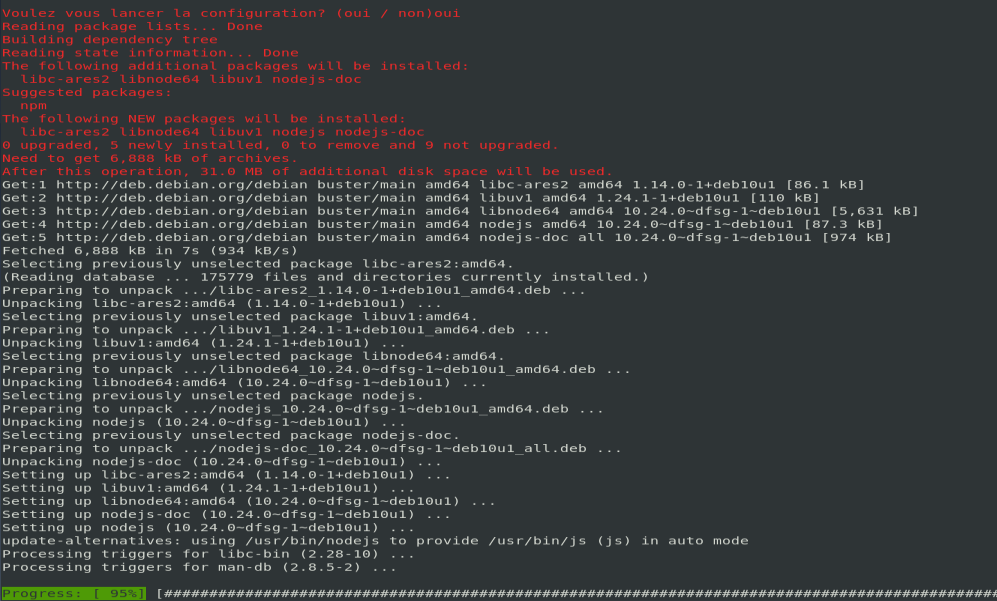 Voulez vous lancer la configuration? (oui / non)oui
Reading package lists... Done
Building dependency tree
Reading state information... Done
The following additional packages will be installed:
  libc-ares2 libnode64 libuv1 nodejs-doc
Suggested packages:
  npm
The following NEW packages will be installed:
  libc-ares2 libnode64 libuv1 nodejs nodejs-doc
0 upgraded, 5 newly installed, 0 to remove and 9 not upgraded.
Need to get 6,888 kB of archives.
After this operation, 31.0 MB of additional disk space will be used.
Get:1 http://deb.debian.org/debian buster/main amd64 libc-ares2 amd64 1.14.0-1+deb10u1 [86.1 kB]
Get:2 http://deb.debian.org/debian buster/main amd64 libuv1 amd64 1.24.1-1+deb10u1 [110 kB]
Get:3 http://deb.debian.org/debian buster/main amd64 libnode64 amd64 10.24.0~dfsg-1~deb10u1 [5,631 kB]
Get:4 http://deb.debian.org/debian buster/main amd64 nodejs amd64 10.24.0~dfsg-1~deb10u1 [87.3 kB]
Get:5 http://deb.debian.org/debian buster/main amd64 nodejs-doc all 10.24.0~dfsg-1~deb10u1 [974 kB]
Fetched 6,888 kB in 7s (934 kB/s)
Selecting previously unselected package libc-ares2:amd64.
(Reading database ... 175779 files and directories currently installed.)
Preparing to unpack .../libc-ares2_1.14.0-1+deb10u1_amd64.deb ...
Unpacking libc-ares2:amd64 (1.14.0-1+deb10u1) ...
Selecting previously unselected package libuv1:amd64.
Preparing to unpack .../libuv1_1.24.1-1+deb10u1_amd64.deb ...
Unpacking libuv1:amd64 (1.24.1-1+deb10u1) ...
Selecting previously unselected package libnode64:amd64.
Preparing to unpack .../libnode64_10.24.0~dfsg-1~deb10u1_amd64.deb ...
Unpacking libnode64:amd64 (10.24.0~dfsg-1~deb10u1) ...
Selecting previously unselected package nodejs.
Preparing to unpack .../nodejs_10.24.0~dfsg-1~deb10u1_amd64.deb ...
Unpacking nodejs (10.24.0~dfsg-1~deb10u1) ...
Selecting previously unselected package nodejs-doc.
Preparing to unpack .../nodejs-doc_10.24.0~dfsg-1~deb10u1_all.deb ...
Unpacking nodejs-doc (10.24.0~dfsg-1~deb10u1) ...
Setting up libc-ares2:amd64 (1.14.0-1+deb10u1) ...
Setting up libuv1:amd64 (1.24.1-1+deb10u1) ...
Setting up libnode64:amd64 (10.24.0~dfsg-1~deb10u1) ...
Setting up nodejs-doc (10.24.0~dfsg-1~deb10u1) ...
Setting up nodejs (10.24.0~dfsg-1~deb10u1) ...
update-alternatives: using /usr/bin/nodejs to provide /usr/bin/js (js) in auto mode
Processing triggers for libc-bin (2.28-10) ...
Processing triggers for man-db (2.8.5-2) ...
Progress: [ 95%] [#############################################################################################